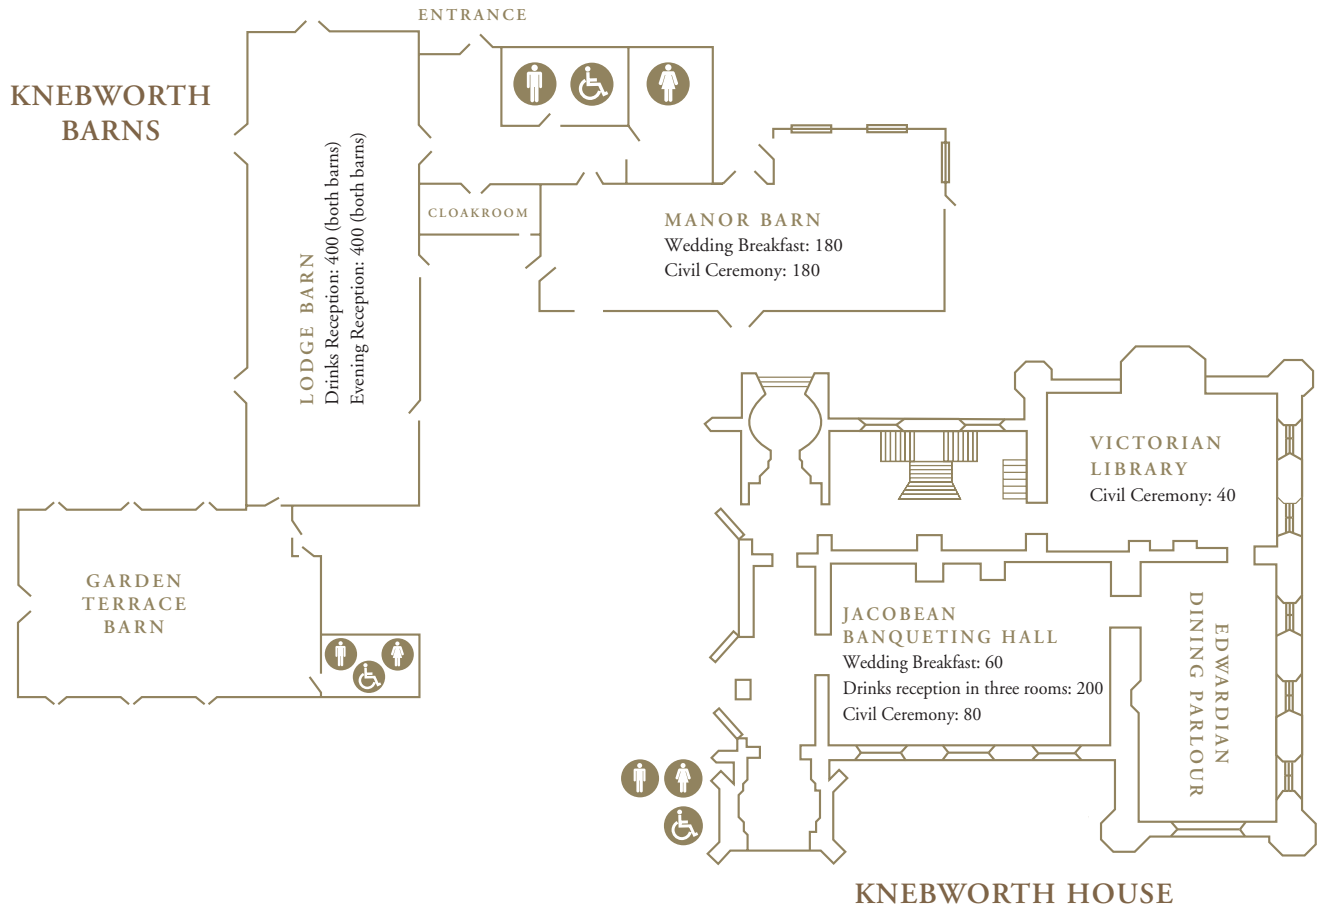 ENTRANCE
KNEBWORTH
BARNS
CLOAKROOM
MANOR BARN
Wedding Breakfast: 180
Civil Ceremony: 180
LODGE BARN
Drinks Reception: 400 (both barns)
Evening Reception: 400 (both barns)
GARDEN
TERRACE
BARN
VICTORIAN
LIBRARY
Civil Ceremony: 40
JACOBEAN
BANQUETING HALL
Wedding Breakfast: 60
Drinks reception in three rooms: 200
Civil Ceremony: 80
EDWARDIAN
DINING PARLOUR
KNEBWORTH HOUSE